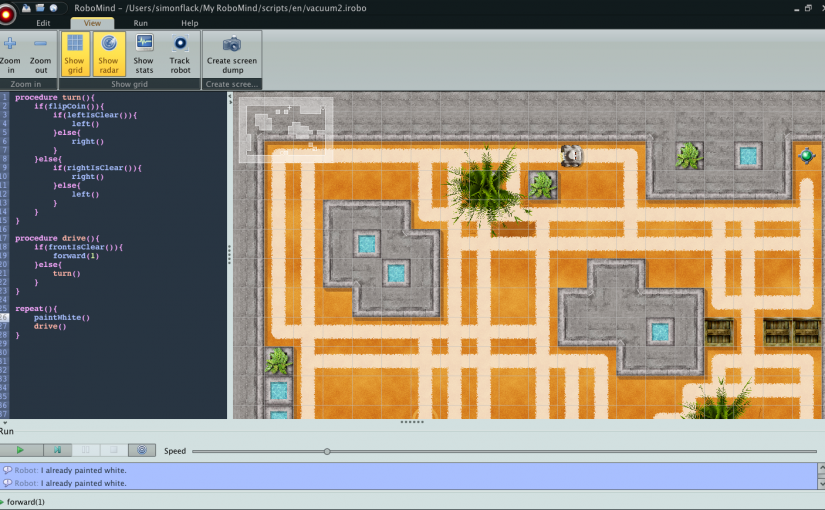 RoboMind - /Users/simonflack/My RoboMind/scripts/en/vacuum2.irobo
Edit View Run Help
Zoom in
Zoom out
Show grid
Show radar
Show stats
Track robot
Create screen dump
Zoom in Show grid Create scree...
1 procedure turn(){
2 if(flipCoin()){
3 if(leftIsClear()){
4 left()
5 }else{
6 right()
7 }
8 }else{
9 if(rightIsClear()){
10 right()
11 }else{
12 left()
13 }
14 }
15 }
16
17 procedure drive(){
18 if(frontIsClear()){
19 forward(1)
20 }else{
21 turn()
22 }
23 }
24
25 repeat(){
26 paintWhite()
27 drive()
28 }
29
30
31
32
33
34
35
36
37
Run
Speed
Robot: I already painted white.
Robot: I already painted white.
forward(1)